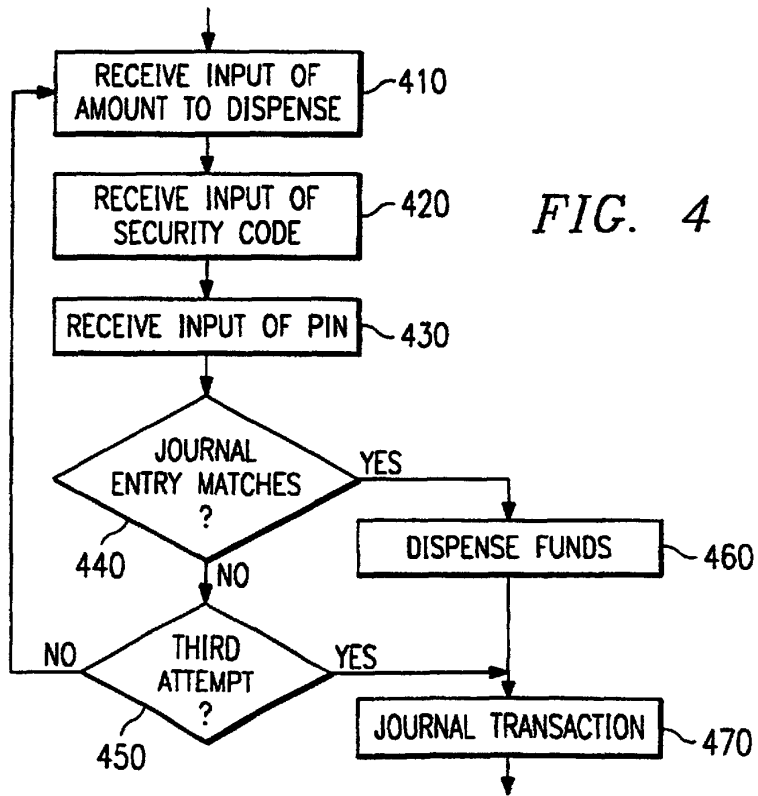 RECEIVE INPUT OF
AMOUNT TO DISPENSE
410
RECEIVE INPUT OF
SECURITY CODE
420
FIG. 4
RECEIVE INPUT OF PIN
430
JOURNAL
ENTRY MATCHES
?
YES
440
NO
DISPENSE FUNDS
460
THIRD
ATTEMPT
?
NO
YES
450
JOURNAL TRANSACTION
470